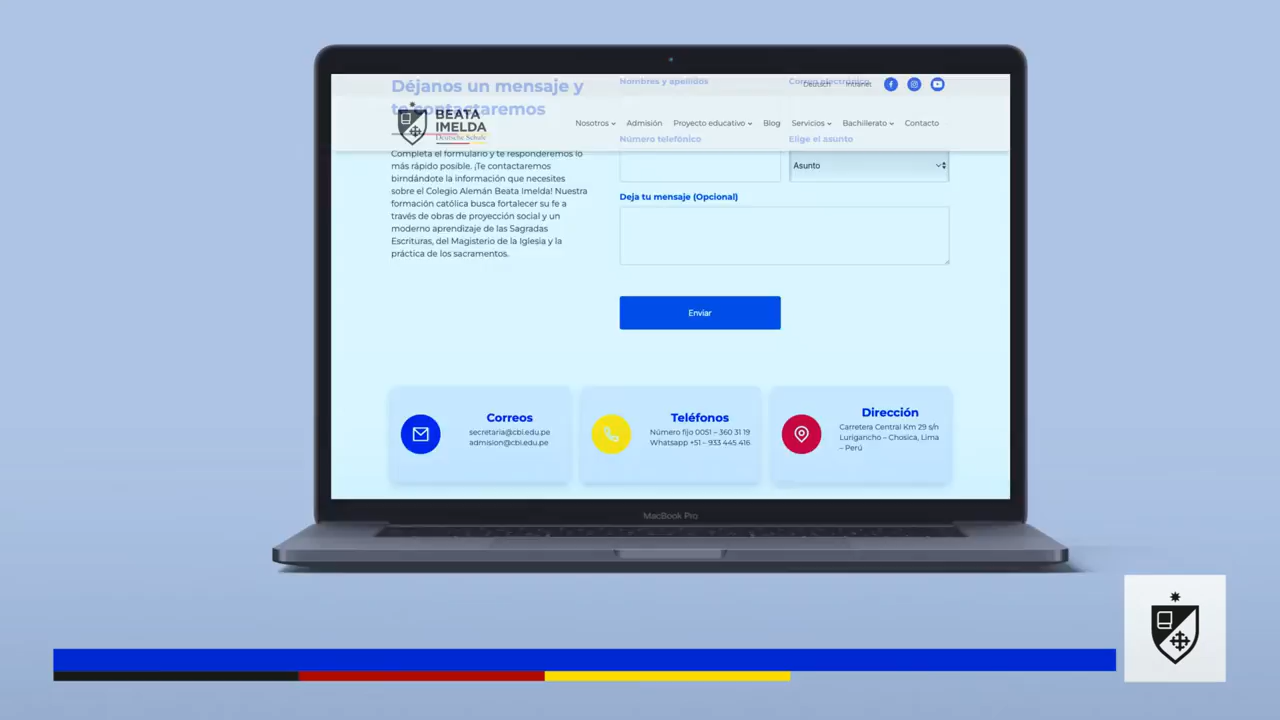 Déjanos un mensaje y
te contactaremos
Nombres y apellidos
Correo electrónico
Deutsch
Intranet
BEATA
IMELDA
Deutsche Schule
Nosotros
Admisión
Proyecto educativo
Blog
Servicios
Bachillerato
Contacto
Número telefónico
Elige el asunto
Asunto
Completa el formulario y te responderemos lo
más rápido posible. ¡Te contactaremos
birndándote la información que necesites
sobre el Colegio Alemán Beata Imelda! Nuestra
formación católica busca fortalecer su fe a
través de obras de proyección social y un
moderno aprendizaje de las Sagradas
Escrituras, del Magisterio de la Iglesia y la
práctica de los sacramentos.
Deja tu mensaje (Opcional)
Enviar
Correos
secretaria@cbi.edu.pe
admision@cbi.edu.pe
Teléfonos
Número fijo 0051 – 360 31 19
Whatsapp +51 - 933 445 416
Dirección
Carretera Central Km 29 s/n
Lurigancho – Chosica, Lima
– Perú
MacBook Pro